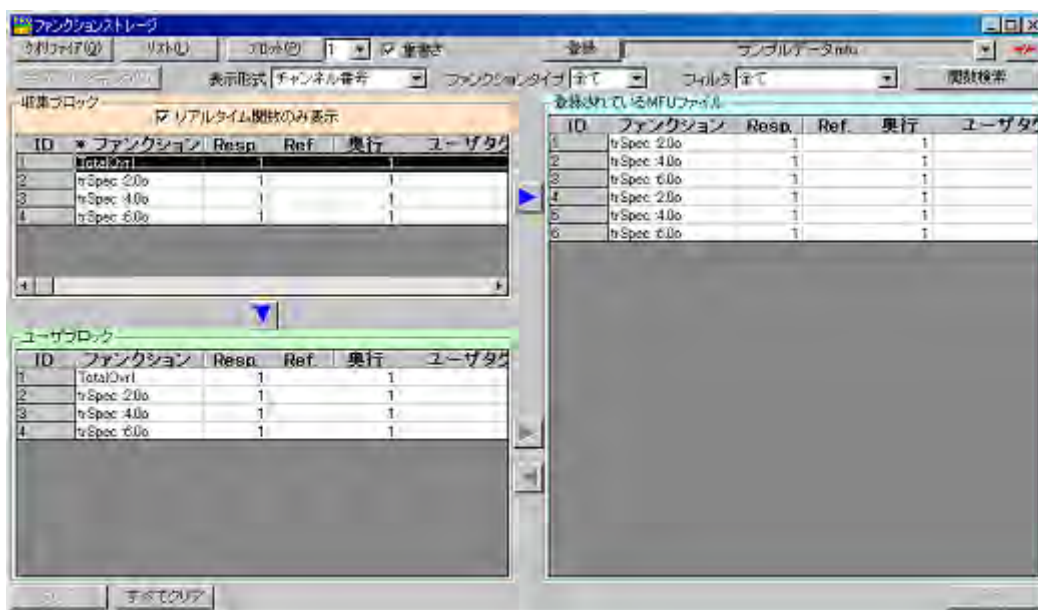 ファンクションストレージ
クオリファイア(Q) リスト(L) プロット(P) 1 重書き 登録 サンプルデータ.mfu
表示形式 チャンネル番号 ファンクションタイプ 全て フィルタ 全て 関数検索
収集ブロック
リアルタイム関数のみ表示
ID * ファンクション Resp. Ref. 奥行 ユーザタグ
1 TotalOvrl 1 1
2 trSpec :2.0o 1 1
3 trSpec :4.0o 1 1
4 trSpec :6.0o 1 1
ユーザブロック
ID ファンクション Resp. Ref. 奥行 ユーザタグ
1 TotalOvrl 1 1
2 trSpec :2.0o 1 1
3 trSpec :4.0o 1 1
4 trSpec :6.0o 1 1
すべてクリア
登録されているMFUファイル
ID ファンクション Resp. Ref. 奥行 ユーザタグ
1 trSpec :2.0o 1 1
2 trSpec :4.0o 1 1
3 trSpec :6.0o 1 1
4 trSpec :2.0o 1 1
5 trSpec :4.0o 1 1
6 trSpec :6.0o 1 1